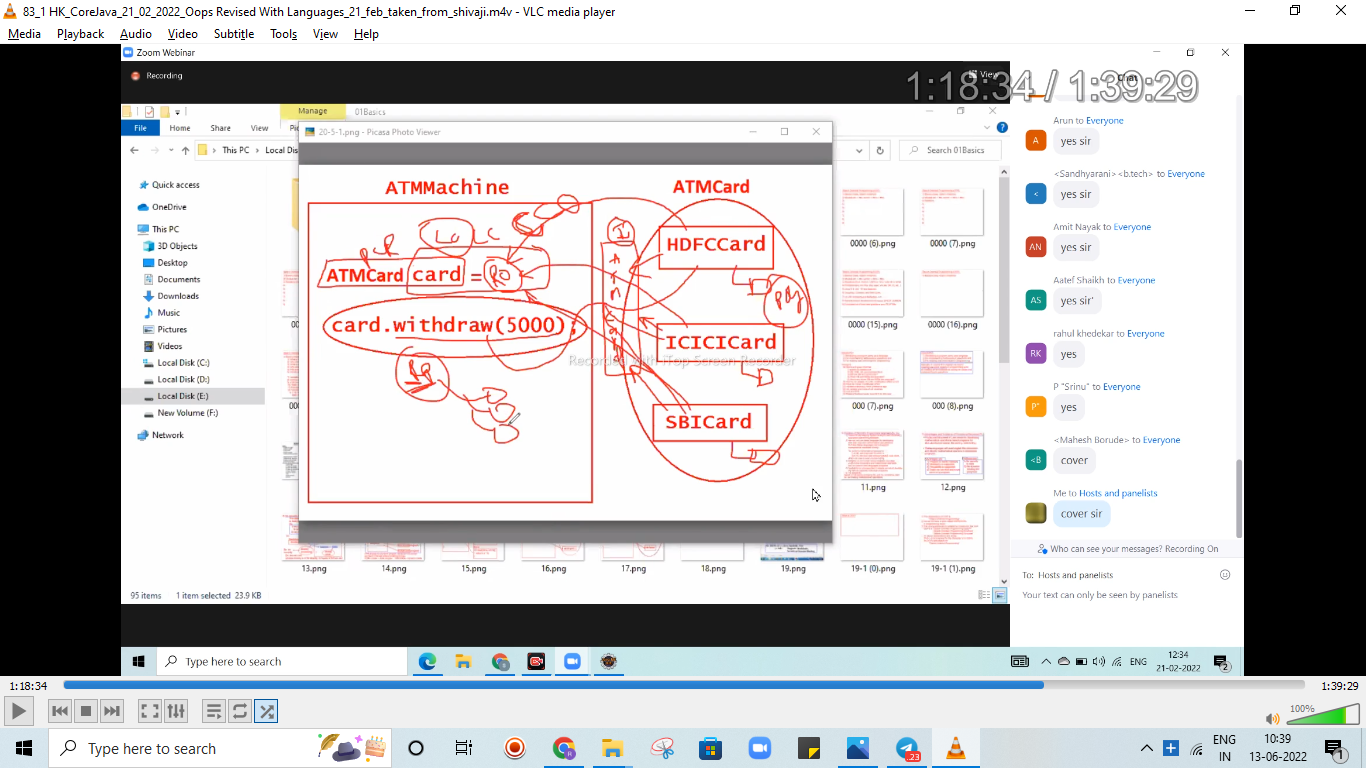 83_1 HK_CoreJava_21_02_2022_Oops Revised With Languages_21_feb_taken_from_shivaji.m4v - VLC media player
Media Playback Audio Video Subtitle Tools View Help
Zoom Webinar
Recording
View
Chat
1:18:34 / 1:39:29
Manage
01Basics
File
Home
Share
View
This PC
Local Dis
Search 01Basics
20-5-1.png - Picasa Photo Viewer
Quick access
OneDrive
This PC
3D Objects
Desktop
Documents
Downloads
Music
Pictures
Videos
Local Disk (C:)
Local Disk (D:)
Local Disk (E:)
New Volume (F:)
Network
ATMMachine
ATMCard
ATMCard card =
card.withdraw(5000);
HDFCCard
ICICICard
SBICard
Recorded with iTop Screen Recorder
0000 (6).png
0000 (7).png
0000 (15).png
0000 (16).png
000 (7).png
000 (8).png
11.png
12.png
13.png
14.png
15.png
16.png
17.png
18.png
19.png
19-1 (0).png
19-1 (1).png
95 items
1 item selected 23.9 KB
Arun to Everyone
A
yes sir
<Sandhyarani> <b.tech> to Everyone
<
yes sir
Amit Nayak to Everyone
AN
yes sir
Aatef Shaikh to Everyone
AS
yes sir'
rahul khedekar to Everyone
RK
yes
P "Srinu" to Everyone
P"
yes
<Mahesh Borude> to Everyone
<B
cover
Me to Hosts and panelists
cover sir
Who can see your messages? Recording On
To: Hosts and panelists
Your text can only be seen by panelists
Type here to search
ENG
12:34
21-02-2022
2
1:18:34
1:39:29
100%
Type here to search
.23
ENG
IN
10:39
13-06-2022
1